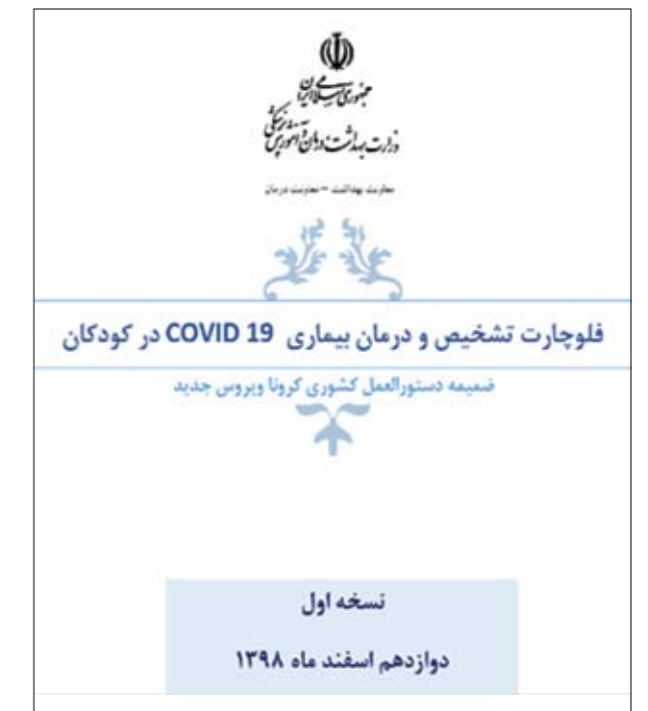 جمهوری اسلامی ایران
وزارت بهداشت، درمان و آموزش پزشکی
معاونت بهداشت – معاونت درمان
فلوچارت تشخیص و درمان بیماری COVID 19 در کودکان
ضمیمه دستورالعمل کشوری کرونا ویروس جدید
نسخه اول
دوازدهم اسفند ماه ۱۳۹۸